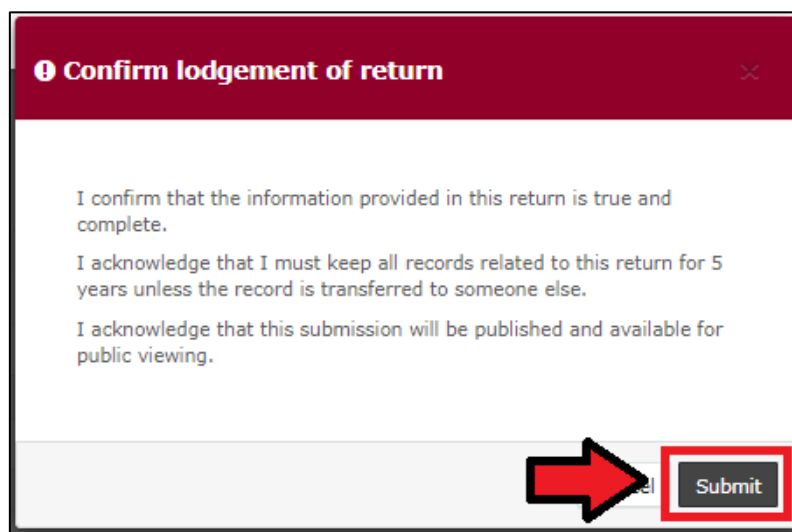 Confirm lodgement of return
I confirm that the information provided in this return is true and
complete.
I acknowledge that I must keep all records related to this return for 5
years unless the record is transferred to someone else.
I acknowledge that this submission will be published and available for
public viewing.
Submit